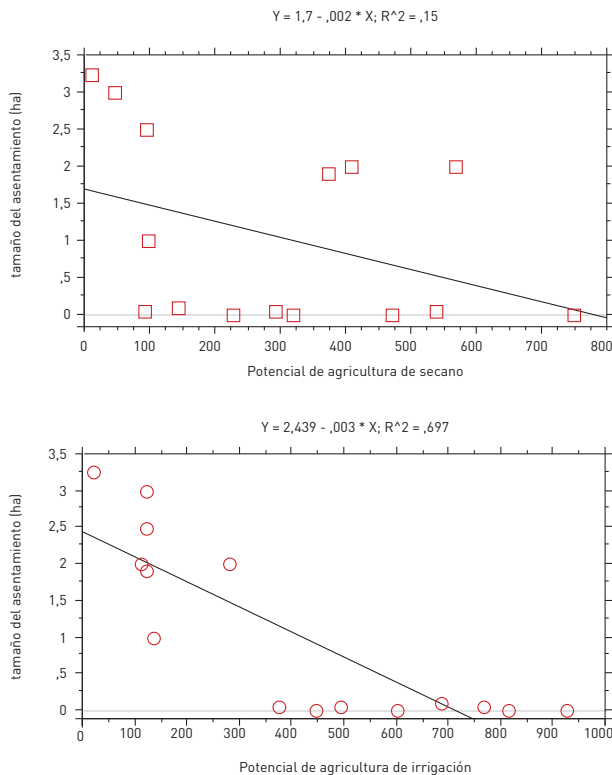 Y = 1,7 - ,002 * X; R^2 = ,15
tamaño del asentamiento (ha)
3,5
3
2,5
2
1,5
1
,5
0
0 100 200 300 400 500 600 700 800
Potencial de agricultura de secano
Y = 2,439 - ,003 * X; R^2 = ,697
tamaño del asentamiento (ha)
3,5
3
2,5
2
1,5
1
,5
0
0 100 200 300 400 500 600 700 800 900 1000
Potencial de agricultura de irrigación